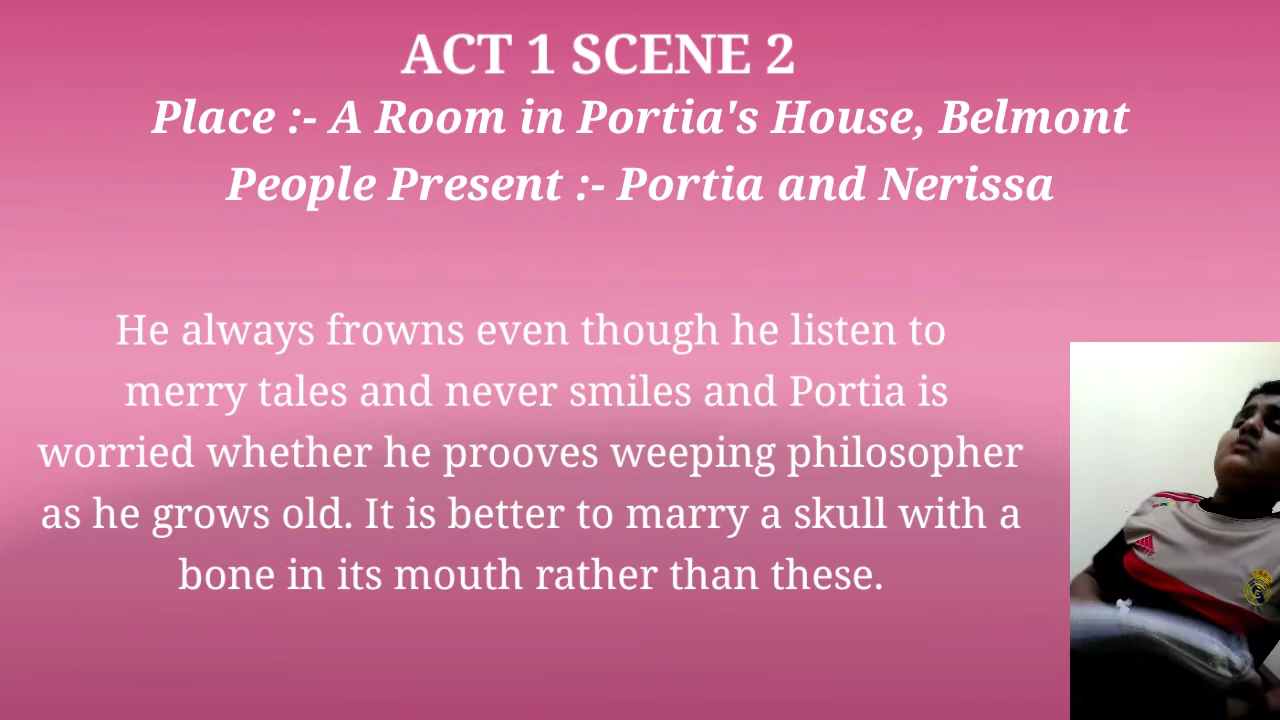 ACT 1 SCENE 2
Place :- A Room in Portia's House, Belmont
People Present :- Portia and Nerissa
He always frowns even though he listen to
merry tales and never smiles and Portia is
worried whether he prooves weeping philosopher
as he grows old. It is better to marry a skull with a
bone in its mouth rather than these.